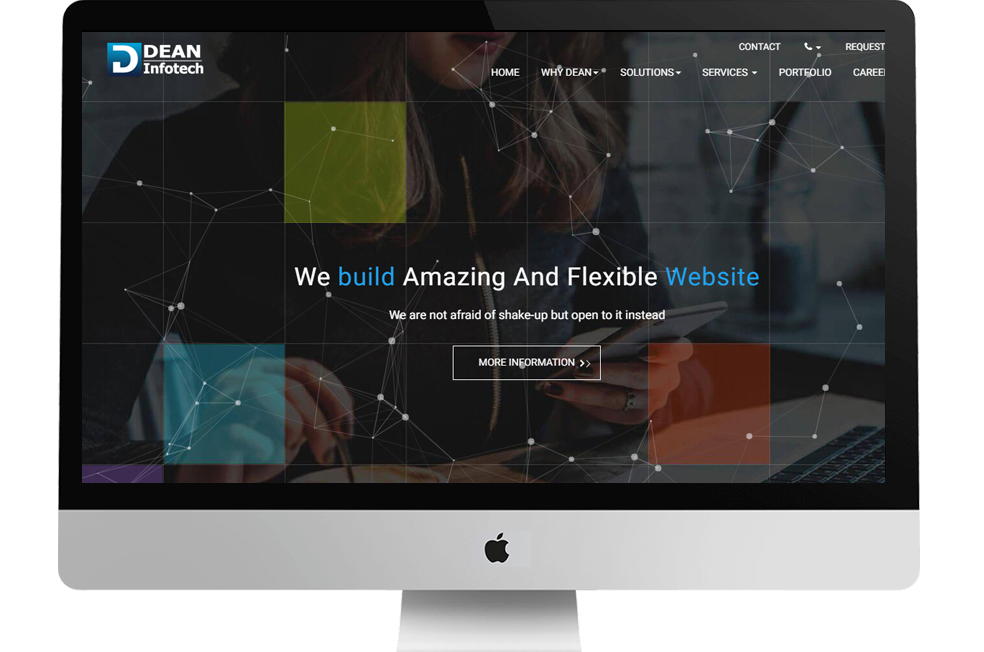 DEAN
Infotech
CONTACT REQUEST
HOME WHY DEAN SOLUTIONS SERVICES PORTFOLIO CAREE
We build Amazing And Flexible Website
We are not afraid of shake-up but open to it instead
MORE INFORMATION